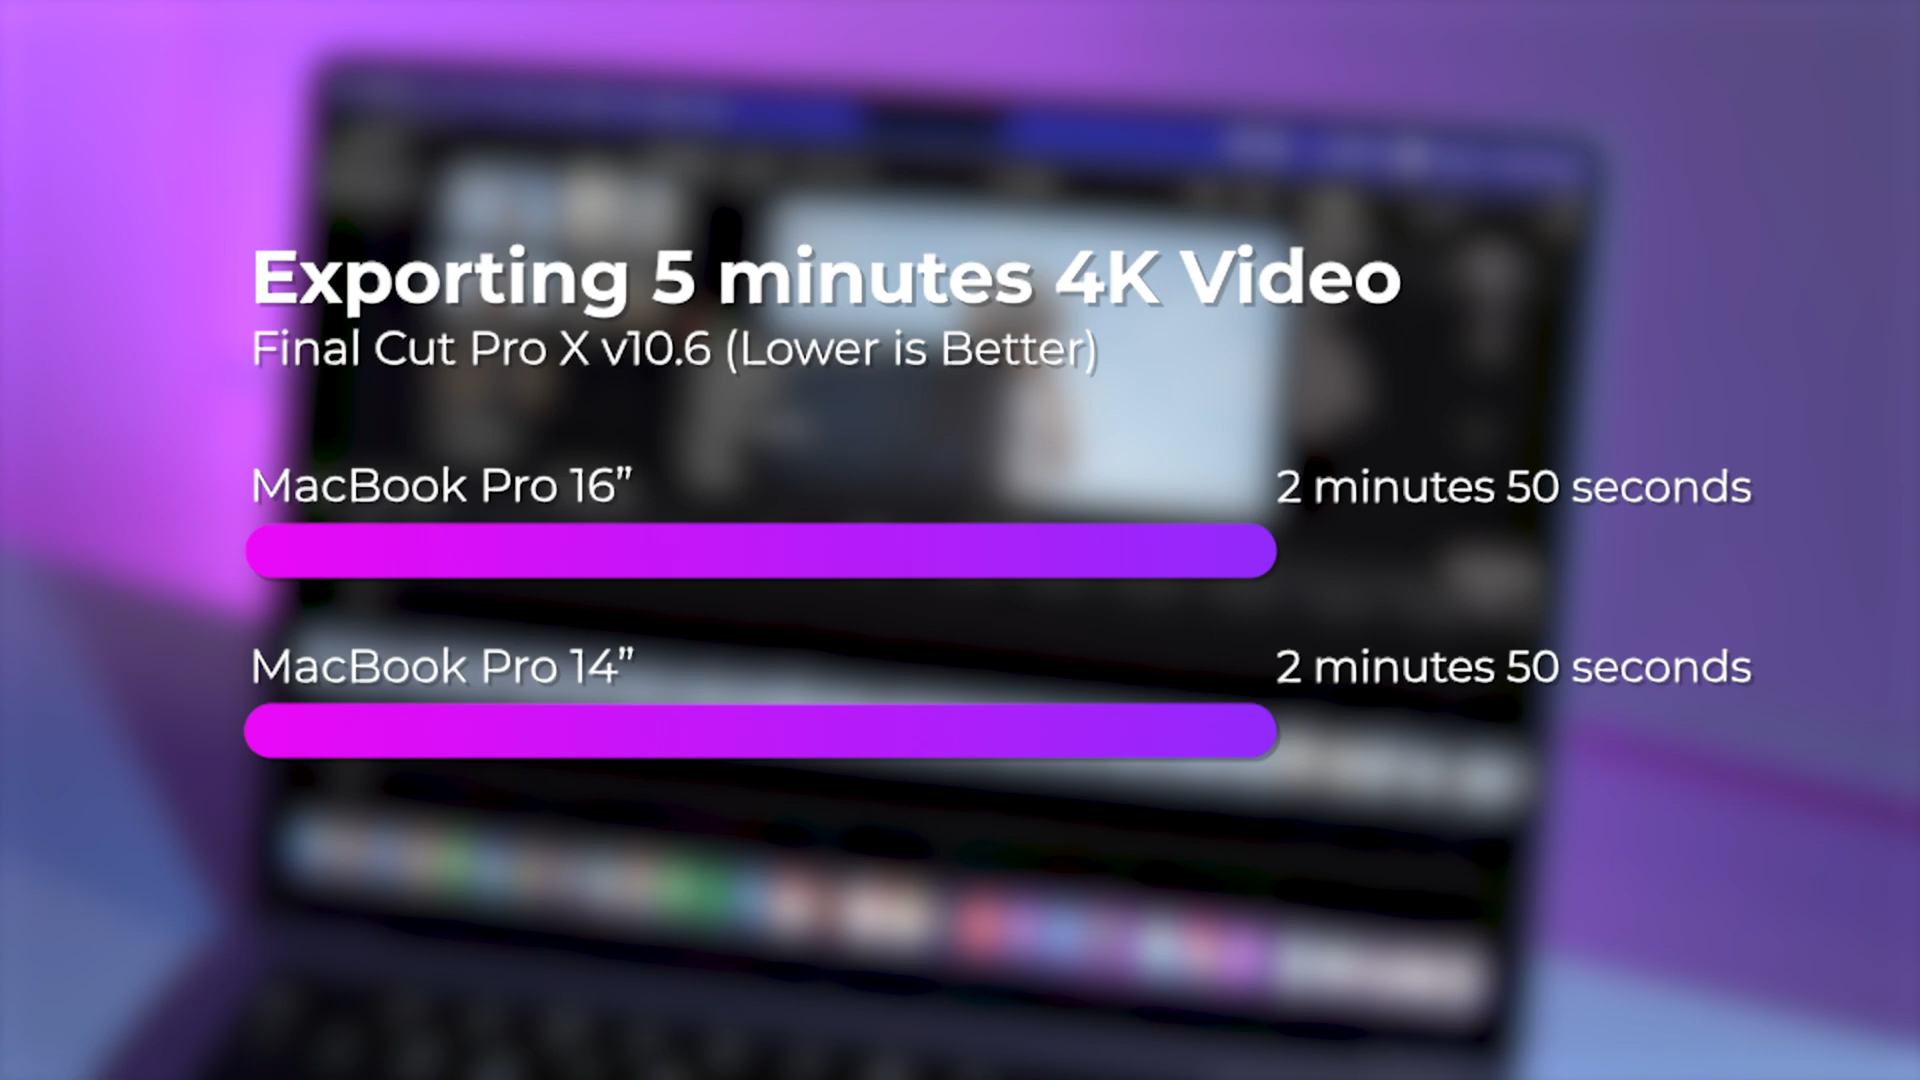 Exporting 5 minutes 4K Video
Final Cut Pro X v10.6 (Lower is Better)
MacBook Pro 16”
2 minutes 50 seconds
MacBook Pro 14”
2 minutes 50 seconds